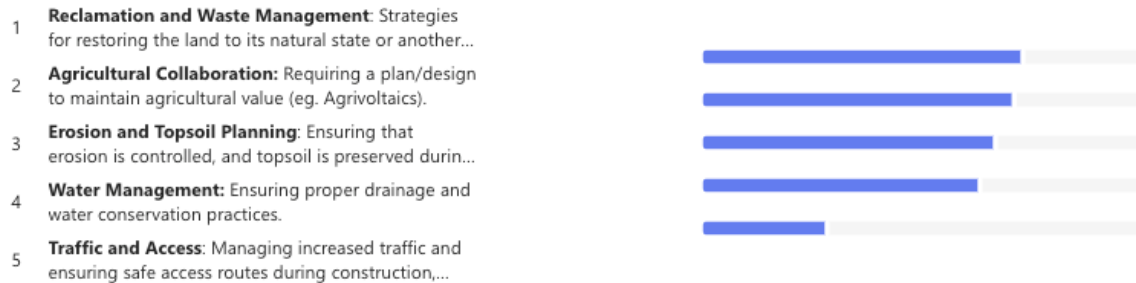 1
Reclamation and Waste Management: Strategies
for restoring the land to its natural state or another...
2
Agricultural Collaboration: Requiring a plan/design
to maintain agricultural value (eg. Agrivoltaics).
3
Erosion and Topsoil Planning: Ensuring that
erosion is controlled, and topsoil is preserved durin...
4
Water Management: Ensuring proper drainage and
water conservation practices.
5
Traffic and Access: Managing increased traffic and
ensuring safe access routes during construction,...